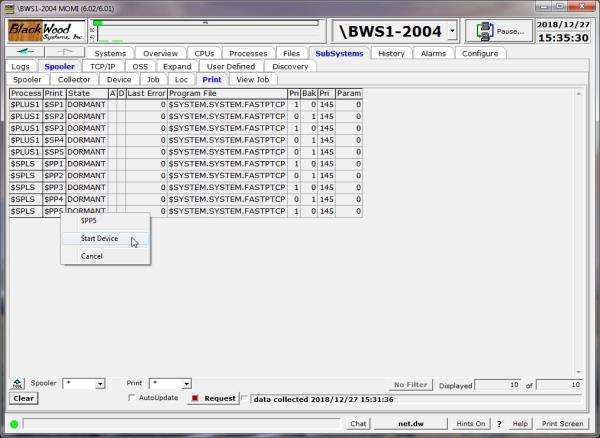 \BWS1-2004 MOMI (6.02/6.01)
BlackWood Systems, Inc.
\BWS1-2004 Pause... 2018/12/27
15:35:30
Systems Overview CPUs Processes Files SubSystems History Alarms Configure
Logs Spooler TCP/IP OSS Expand User Defined Discovery
Spooler Collector Device Job Loc Print View Job
Process Print State A D Last Error Program File Pri Bak Pri Param
$PLUS1 $SP1 DORMANT 0 $SYSTEM.SYSTEM.FASTPTCP 1 0 145 0
$PLUS1 $SP2 DORMANT 0 $SYSTEM.SYSTEM.FASTPTCP 0 1 145 0
$PLUS1 $SP3 DORMANT 0 $SYSTEM.SYSTEM.FASTPTCP 1 0 145 0
$PLUS1 $SP4 DORMANT 0 $SYSTEM.SYSTEM.FASTPTCP 0 1 145 0
$PLUS1 $SP5 DORMANT 0 $SYSTEM.SYSTEM.FASTPTCP 0 1 145 0
$SPLS $PP1 DORMANT 0 $SYSTEM.SYSTEM.FASTPTCP 1 0 145 0
$SPLS $PP2 DORMANT 0 $SYSTEM.SYSTEM.FASTPTCP 0 1 145 0
$SPLS $PP3 DORMANT 0 $SYSTEM.SYSTEM.FASTPTCP 1 0 145 0
$SPLS $PP4 DORMANT 0 $SYSTEM.SYSTEM.FASTPTCP 0 1 145 0
$SPLS $PP5 DORMANT 0 $SYSTEM.SYSTEM.FASTPTCP 1 0 145 0
$PP5
Start Device
Cancel
Spooler * Print * No Filter Displayed 10 of 10
Clear AutoUpdate Request data collected 2018/12/27 15:31:36
Chat net.dw Hints On ? Help Print Screen